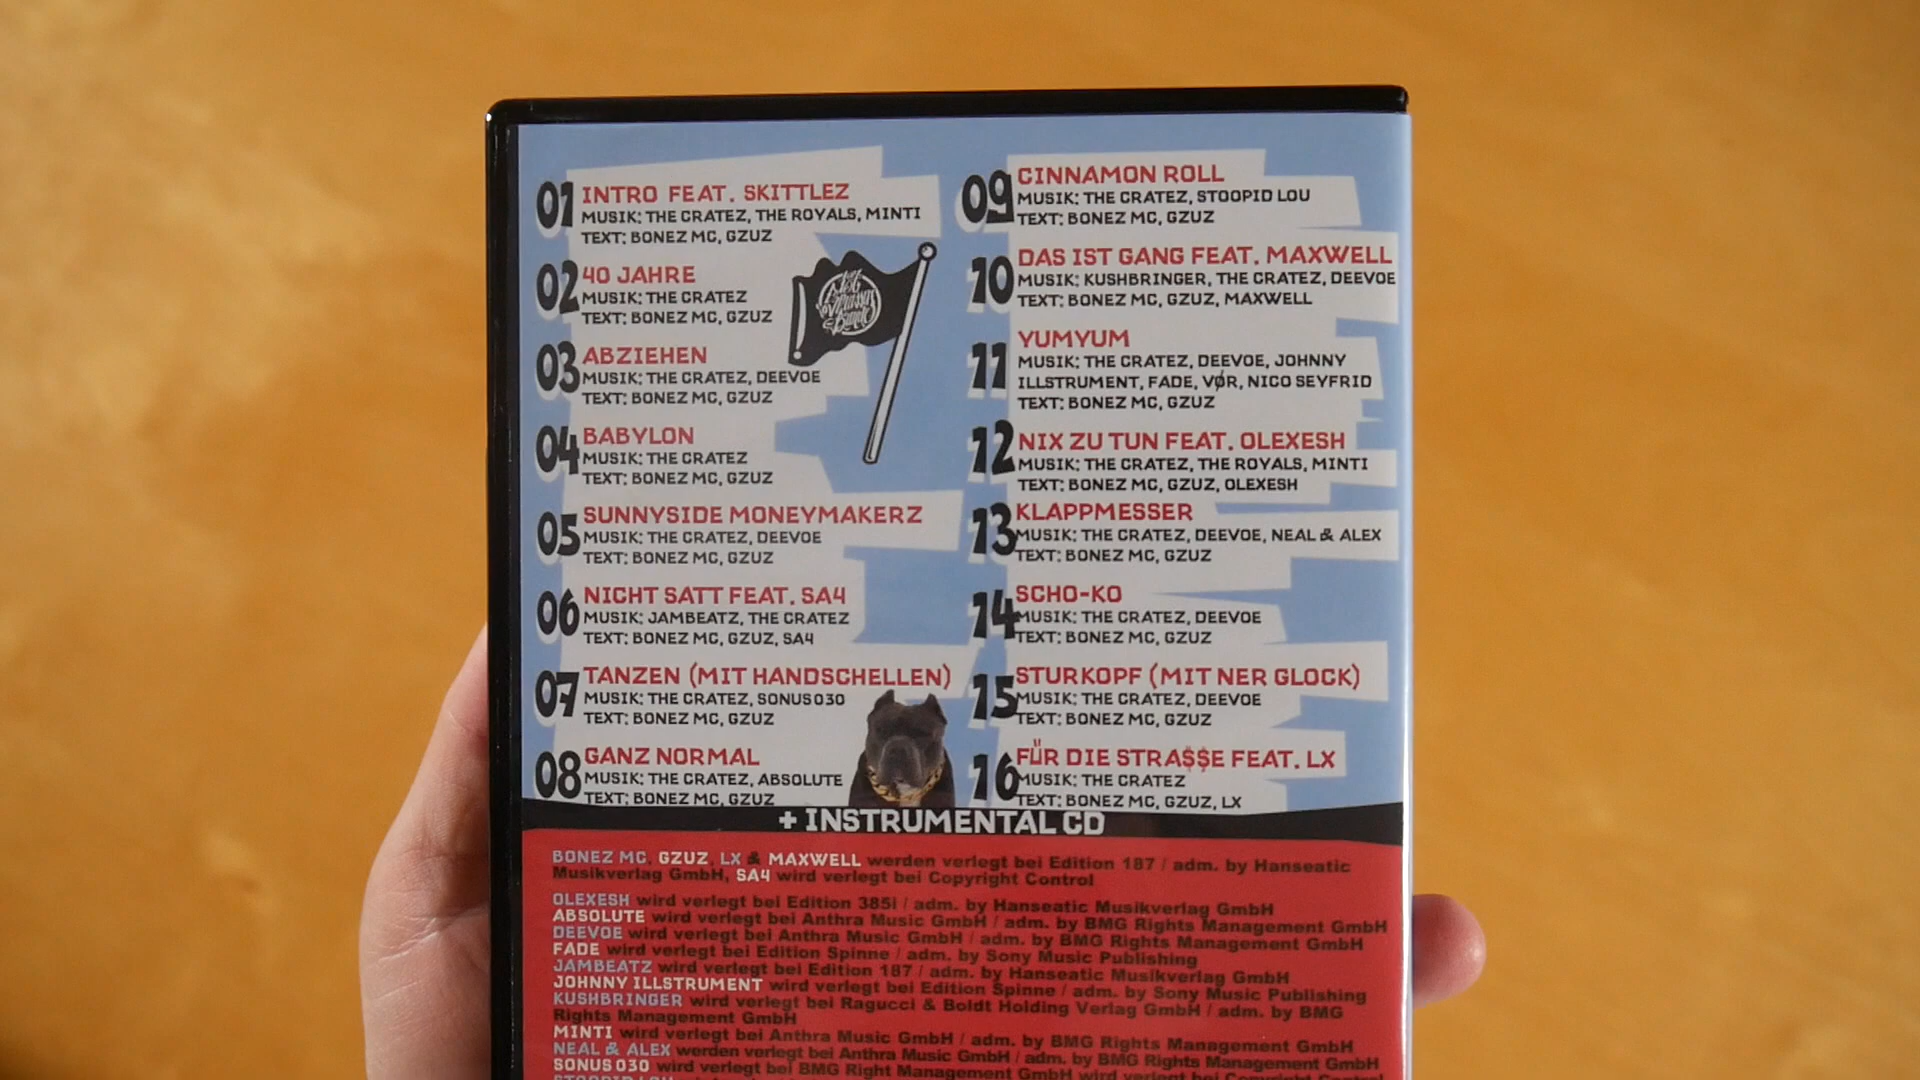 01 INTRO FEAT. SKITTLEZ
MUSIK: THE CRATEZ, THE ROYALS, MINTI
TEXT: BONEZ MC, GZUZ
02 40 JAHRE
MUSIK: THE CRATEZ
TEXT: BONEZ MC, GZUZ
03 ABZIEHEN
MUSIK: THE CRATEZ, DEEVOE
TEXT: BONEZ MC, GZUZ
04 BABYLON
MUSIK: THE CRATEZ
TEXT: BONEZ MC, GZUZ
05 SUNNYSIDE MONEYMAKERZ
MUSIK: THE CRATEZ, DEEVOE
TEXT: BONEZ MC, GZUZ
06 NICHT SATT FEAT. SA4
MUSIK: JAMBEATZ, THE CRATEZ
TEXT: BONEZ MC, GZUZ, SA4
07 TANZEN (MIT HANDSCHELLEN)
MUSIK: THE CRATEZ, SONUS030
TEXT: BONEZ MC, GZUZ
08 GANZ NORMAL
MUSIK: THE CRATEZ, ABSOLUTE
TEXT: BONEZ MC, GZUZ
09 CINNAMON ROLL
MUSIK: THE CRATEZ, STOOPID LOU
TEXT: BONEZ MC, GZUZ
10 DAS IST GANG FEAT. MAXWELL
MUSIK: KUSHBRINGER, THE CRATEZ, DEEVOE
TEXT: BONEZ MC, GZUZ, MAXWELL
11 YUMYUM
MUSIK: THE CRATEZ, DEEVOE, JOHNNY
ILLSTRUMENT, FADE, VØR, NICO SEYFRID
TEXT: BONEZ MC, GZUZ
12 NIX ZU TUN FEAT. OLEXESH
MUSIK: THE CRATEZ, THE ROYALS, MINTI
TEXT: BONEZ MC, GZUZ, OLEXESH
13 KLAPPMESSER
MUSIK: THE CRATEZ, DEEVOE, NEAL & ALEX
TEXT: BONEZ MC, GZUZ
14 SCHO-KO
MUSIK: THE CRATEZ, DEEVOE
TEXT: BONEZ MC, GZUZ
15 STURKOPF (MIT NER GLOCK)
MUSIK: THE CRATEZ, DEEVOE
TEXT: BONEZ MC, GZUZ
16 FÜR DIE STRA$$E FEAT. LX
MUSIK: THE CRATEZ
TEXT: BONEZ MC, GZUZ, LX
+ INSTRUMENTAL CD
BONEZ MC, GZUZ, LX & MAXWELL werden verlegt bei Edition 187 / adm. by Hanseatic
Musikverlag GmbH, SA4 wird verlegt bei Copyright Control
OLEXESH wird verlegt bei Edition 385i / adm. by Hanseatic Musikverlag GmbH
ABSOLUTE wird verlegt bei Anthra Music GmbH / adm. by BMG Rights Management GmbH
DEEVOE wird verlegt bei Anthra Music GmbH / adm. by BMG Rights Management GmbH
FADE wird verlegt bei Edition Spinne / adm. by Sony Music Publishing
JAMBEATZ wird verlegt bei Edition 187 / adm. by Hanseatic Musikverlag GmbH
JOHNNY ILLSTRUMENT wird verlegt bei Edition Spinne / adm. by Sony Music Publishing
KUSHBRINGER wird verlegt bei Ragucci & Boldt Holding Verlag GmbH / adm. by BMG
Rights Management GmbH
MINTI wird verlegt bei Anthra Music GmbH / adm. by BMG Rights Management GmbH
NEAL & ALEX werden verlegt bei Anthra Music GmbH / adm. by BMG Rights Management GmbH
SONUS030 wird verlegt bei BMG Right Management GmbH wird verlegt bei Copyright Control